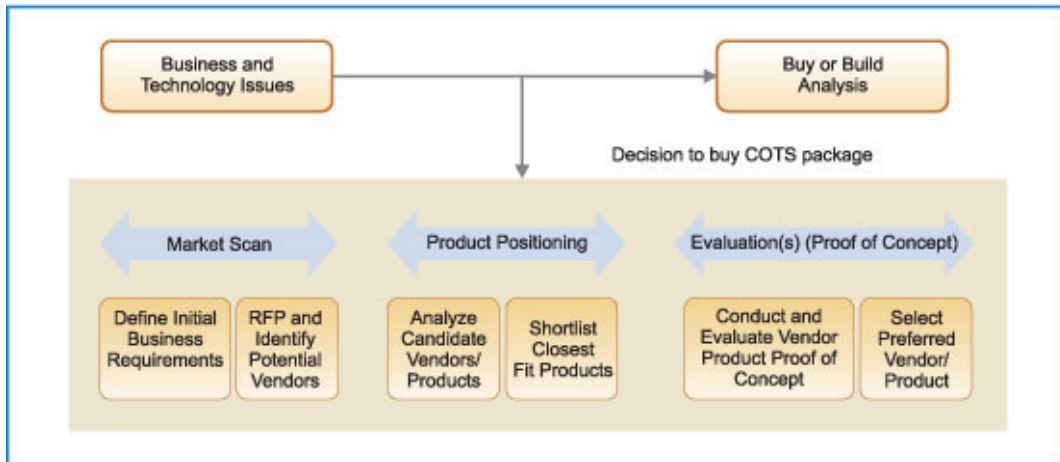 Business and
Technology Issues
Buy or Build
Analysis
Decision to buy COTS package
Market Scan
Product Positioning
Evaluation(s) (Proof of Concept)
Define Initial
Business
Requirements
RFP and
Identify
Potential
Vendors
Analyze
Candidate
Vendors/
Products
Shortlist
Closest
Fit Products
Conduct and
Evaluate Vendor
Product Proof of
Concept
Select
Preferred
Vendor/
Product